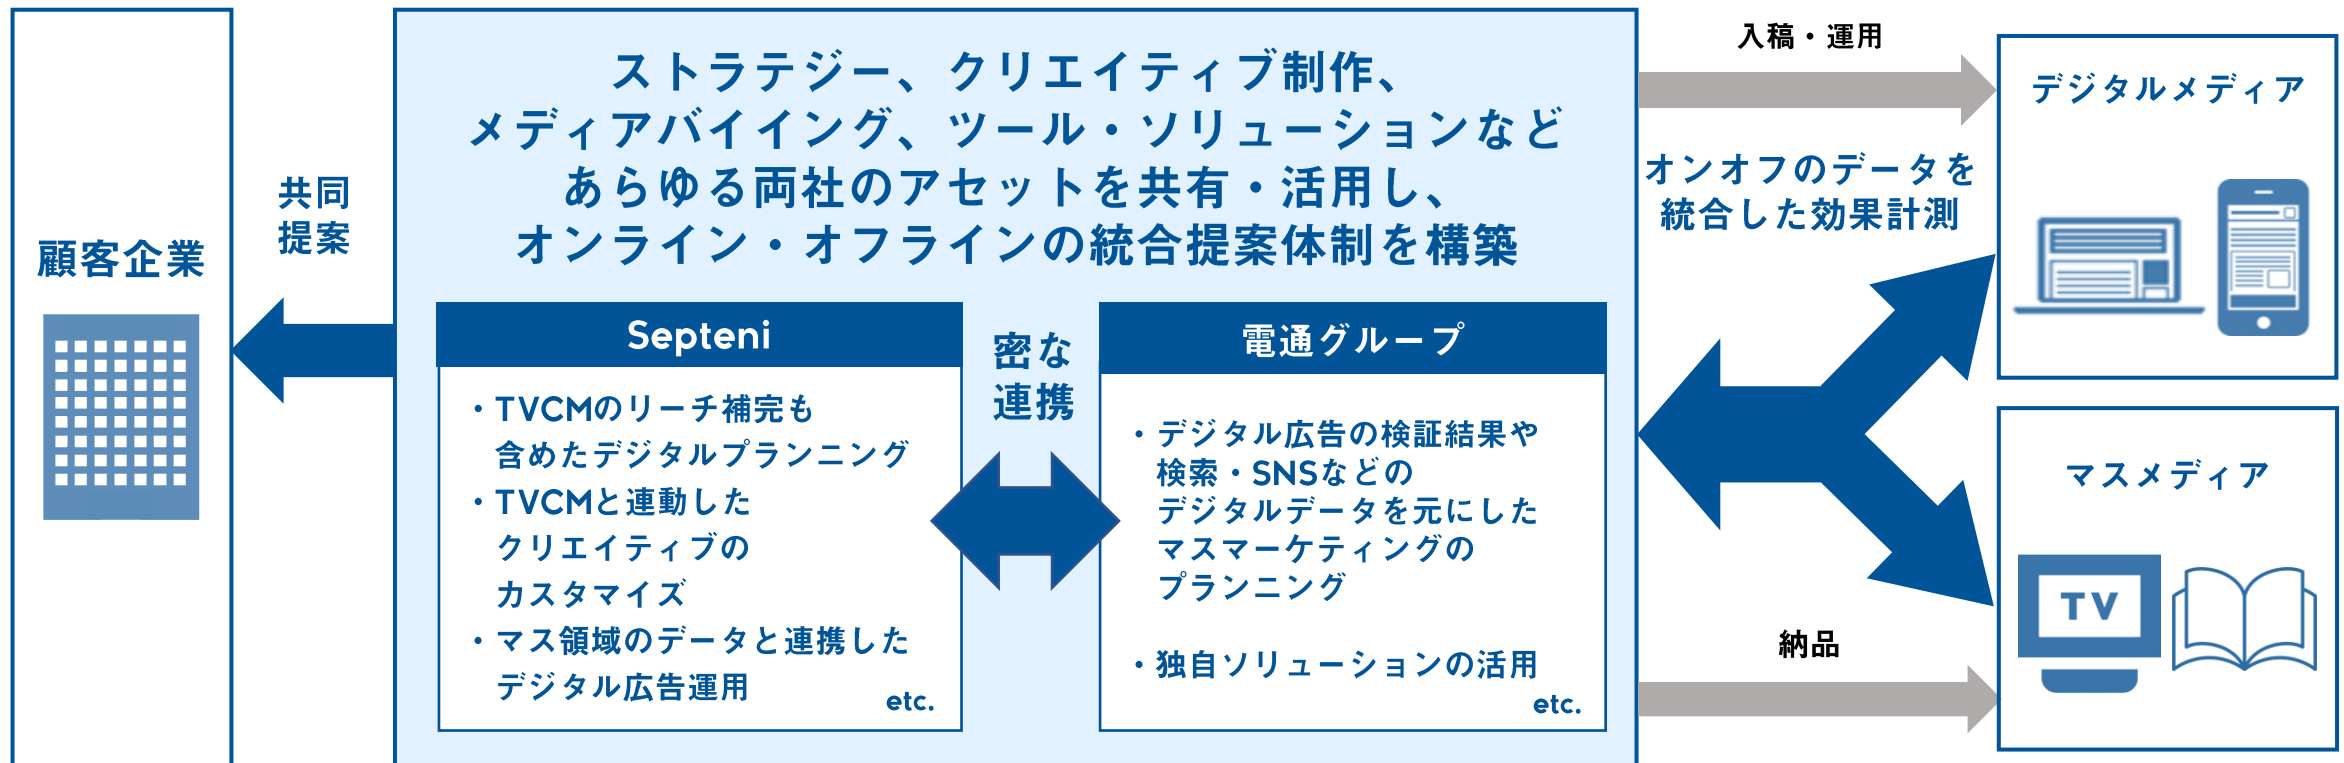 顧客企業
共同
提案
ストラテジー、クリエイティブ制作、
メディアバイイング、ツール・ソリューションなど
あらゆる両社のアセットを共有・活用し、
オンライン・オフラインの統合提案体制を構築
Septeni
・TVCMのリーチ補完も
含めたデジタルプランニング
・TVCMと連動した
クリエイティブの
カスタマイズ
・マス領域のデータと連携した
デジタル広告運用
etc.
密な
連携
電通グループ
・デジタル広告の検証結果や
検索・SNSなどの
デジタルデータを元にした
マスマーケティングの
プランニング
・独自ソリューションの活用
etc.
入稿・運用
オンオフのデータを
統合した効果計測
納品
デジタルメディア
マスメディア
TV